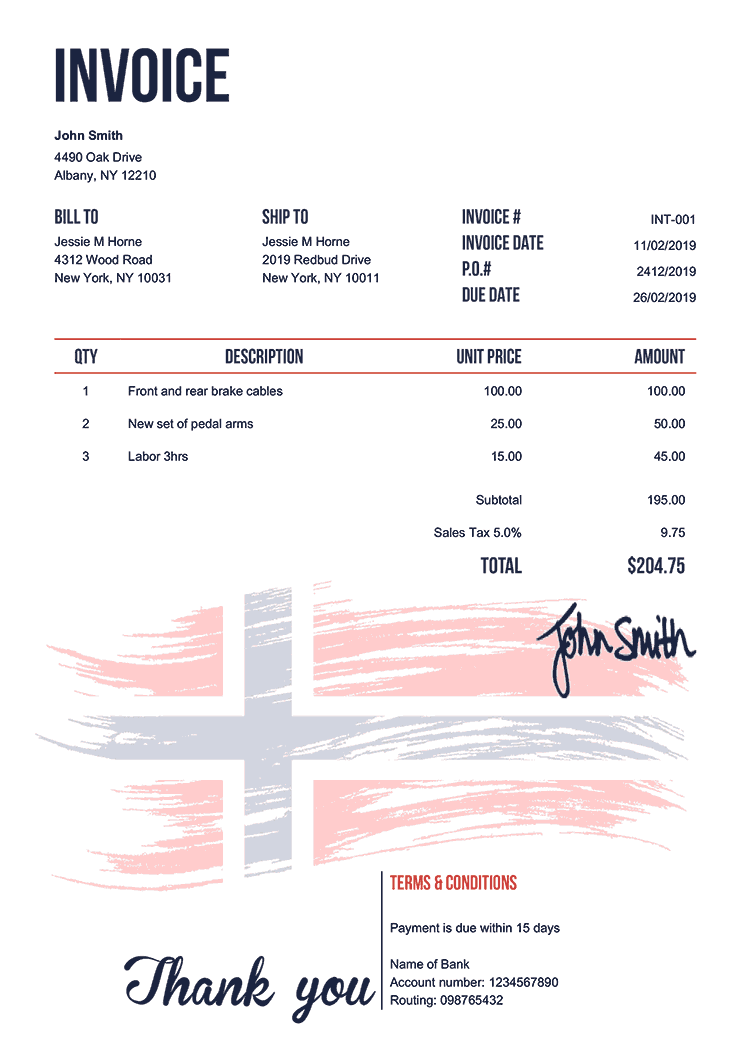 INVOICE
John Smith
4490 Oak Drive
Albany, NY 12210
BILL TO
Jessie M Horne
4312 Wood Road
New York, NY 10031
SHIP TO
Jessie M Horne
2019 Redbud Drive
New York, NY 10011
INVOICE # INT-001
INVOICE DATE 11/02/2019
P.O.# 2412/2019
DUE DATE 26/02/2019
QTY DESCRIPTION UNIT PRICE AMOUNT
1 Front and rear brake cables 100.00 100.00
2 New set of pedal arms 25.00 50.00
3 Labor 3hrs 15.00 45.00
Subtotal 195.00
Sales Tax 5.0% 9.75
TOTAL $204.75
John Smith
TERMS & CONDITIONS
Payment is due within 15 days
Name of Bank
Account number: 1234567890
Routing: 098765432
Thank you